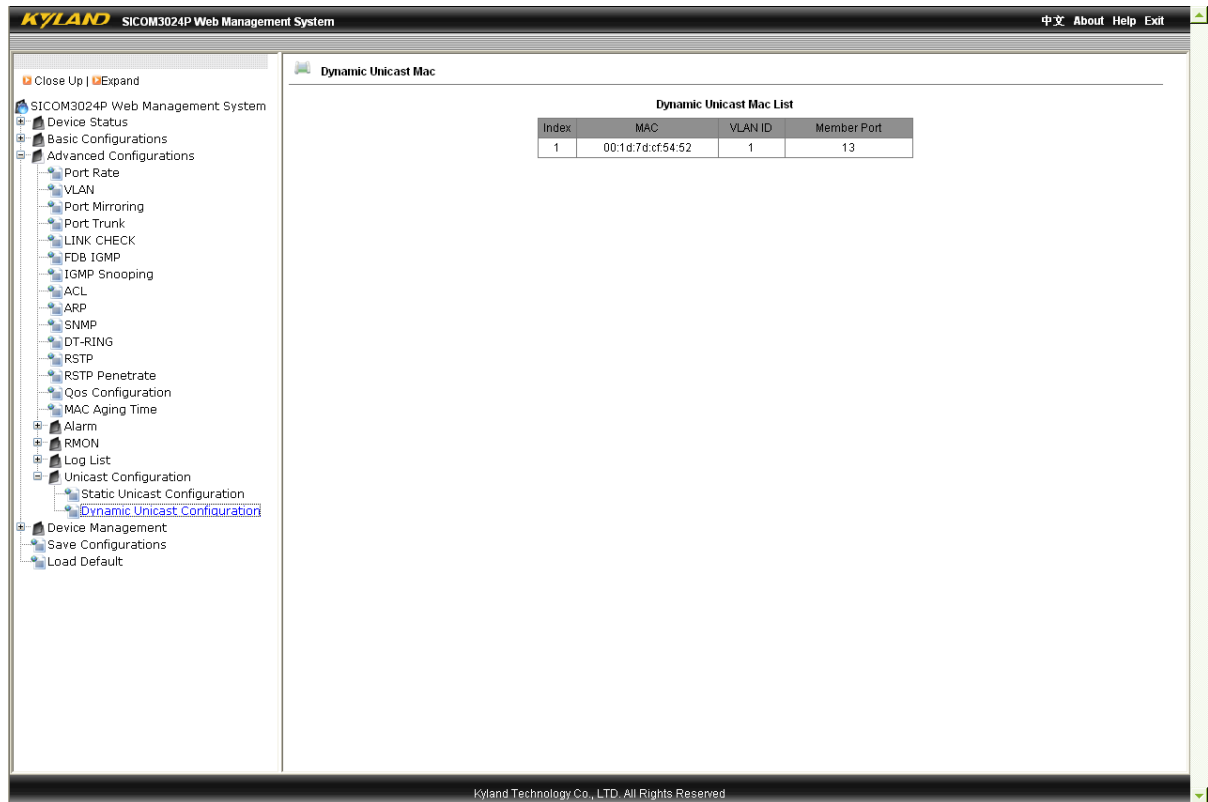 KYLAND SICOM3024P Web Management System 中文 About Help Exit
Close Up | Expand
SICOM3024P Web Management System
Device Status
Basic Configurations
Advanced Configurations
Port Rate
VLAN
Port Mirroring
Port Trunk
LINK CHECK
FDB IGMP
IGMP Snooping
ACL
ARP
SNMP
DT-RING
RSTP
RSTP Penetrate
Qos Configuration
MAC Aging Time
Alarm
RMON
Log List
Unicast Configuration
Static Unicast Configuration
Dynamic Unicast Configuration
Device Management
Save Configurations
Load Default
Dynamic Unicast Mac
Dynamic Unicast Mac List
Index MAC VLAN ID Member Port
1 00:1d:7d:cf:54:52 1 13
Kyland Technology Co., LTD. All Rights Reserved